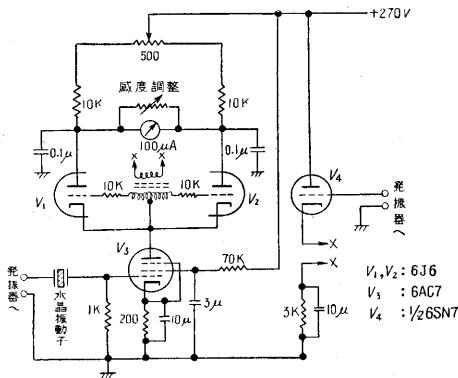 +270V
500
10K
感度調整
10K
100μA
0.1μ
0.1μ
X
X
10K
10K
V1
V2
V4
発振器へ
V3
70K
X
X
発振器へ
水晶振動子
1K
200
10μ
3μ
3K
10μ
V1,V2:6J6
V3:6AC7
V4:½6SN7